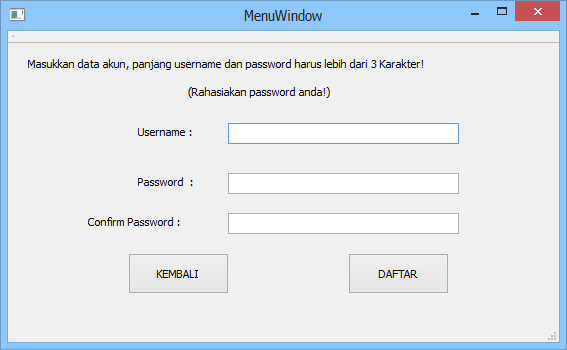 MenuWindow
Masukkan data akun, panjang username dan password harus lebih dari 3 Karakter!
(Rahasiakan password anda!)
Username :
Password  :
Confirm Password :
KEMBALI
DAFTAR